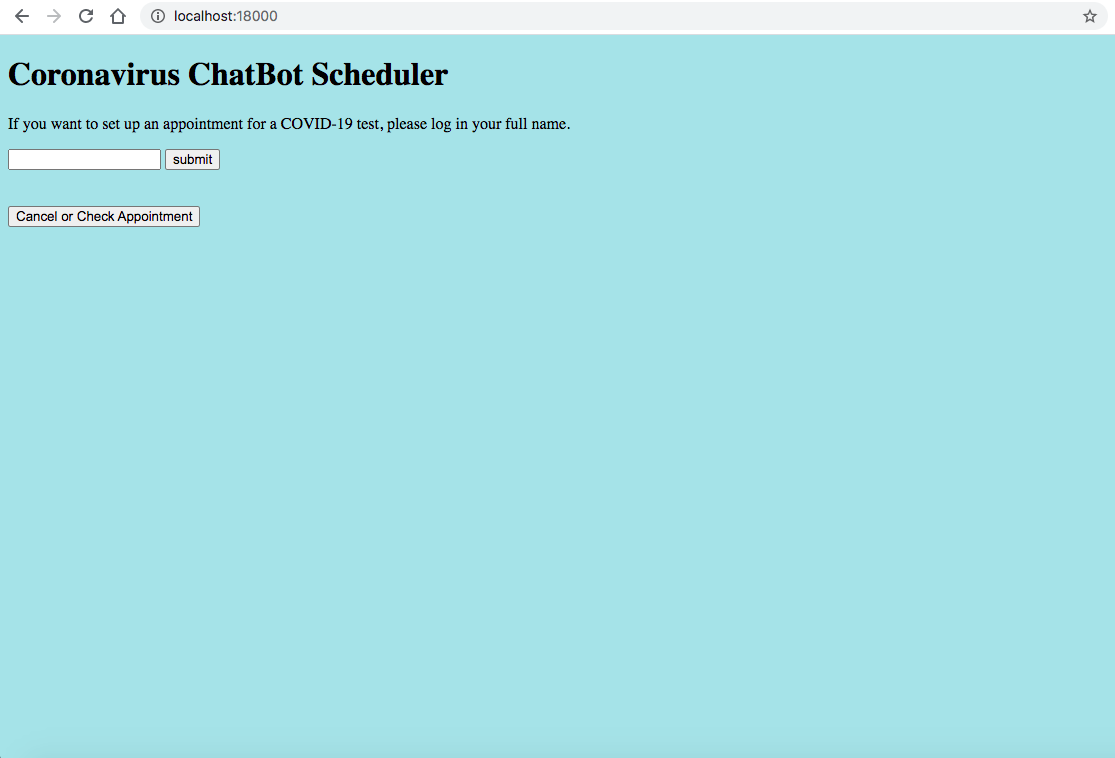 localhost:18000
Coronavirus ChatBot Scheduler
If you want to set up an appointment for a COVID-19 test, please log in your full name.
submit
Cancel or Check Appointment